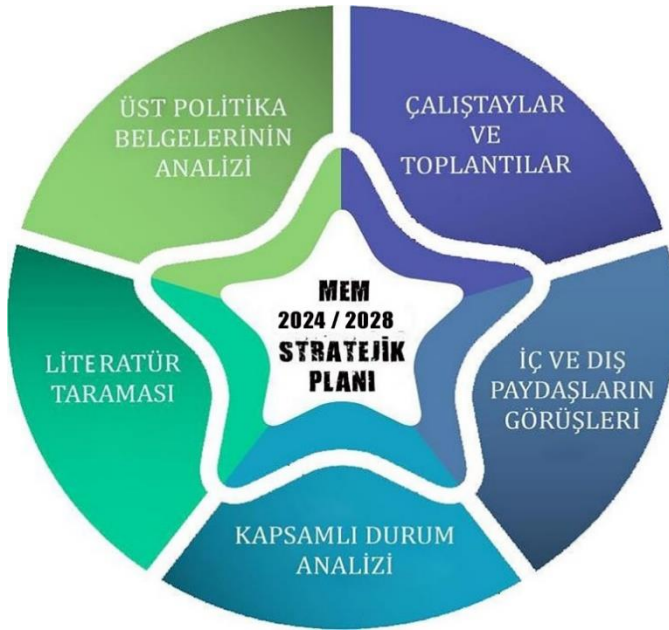 ÜST POLİTİKA
BELGELERİNİN
ANALİZİ
ÇALIŞTAYLAR
VE
TOPLANTILAR
LİTERATÜR
TARAMASI
MEM
2024 / 2028
STRATEJİK
PLANI
İÇ VE DIŞ
PAYDAŞLARIN
GÖRÜŞLERİ
KAPSAMLI DURUM
ANALİZİ